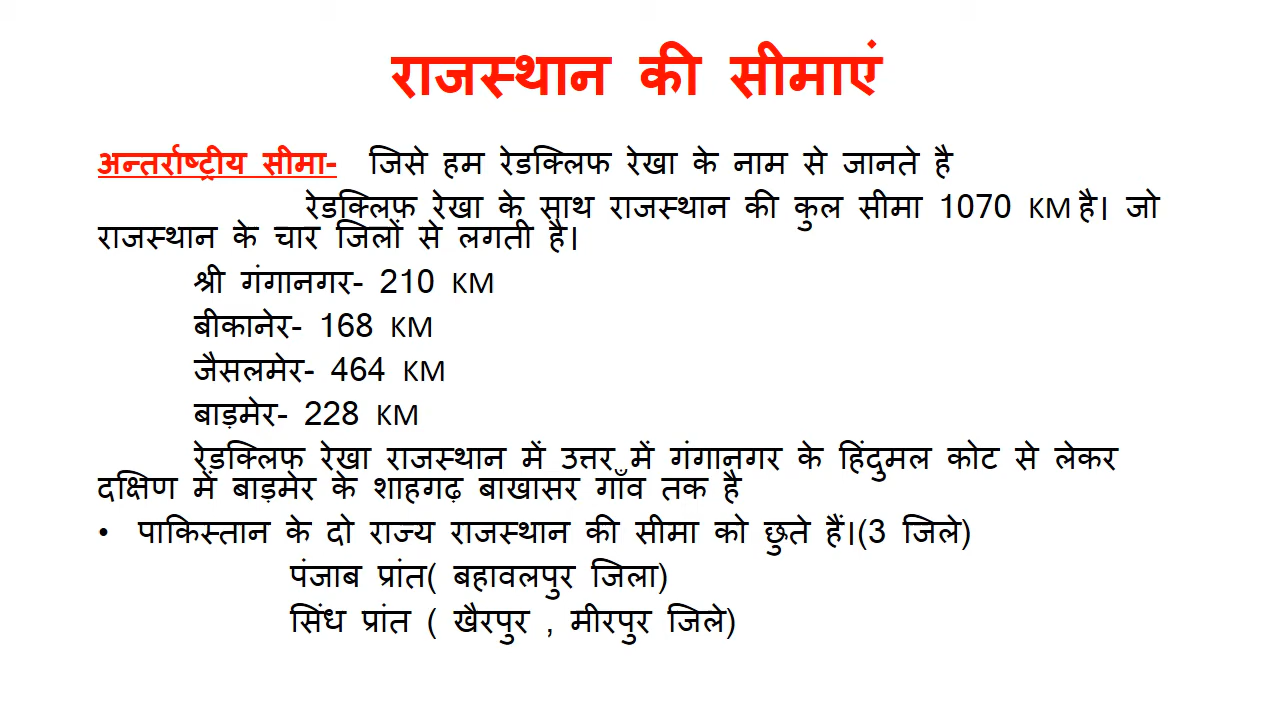 राजस्थान की सीमाएं
अन्तर्राष्ट्रीय सीमा- जिसे हम रेडक्लिफ रेखा के नाम से जानते है
रेडक्लिफ रेखा के साथ राजस्थान की कुल सीमा 1070 KM है। जो
राजस्थान के चार जिलों से लगती है।
श्री गंगानगर- 210 KM
बीकानेर- 168 KM
जैसलमेर- 464 KM
बाड़मेर- 228 KM
रेडक्लिफ रेखा राजस्थान में उत्तर में गंगानगर के हिंदुमल कोट से लेकर
दक्षिण में बाड़मेर के शाहगढ़ बाखासर गाँव तक है
• पाकिस्तान के दो राज्य राजस्थान की सीमा को छुते हैं।(3 जिले)
पंजाब प्रांत( बहावलपुर जिला)
सिंध प्रांत ( खैरपुर , मीरपुर जिले)